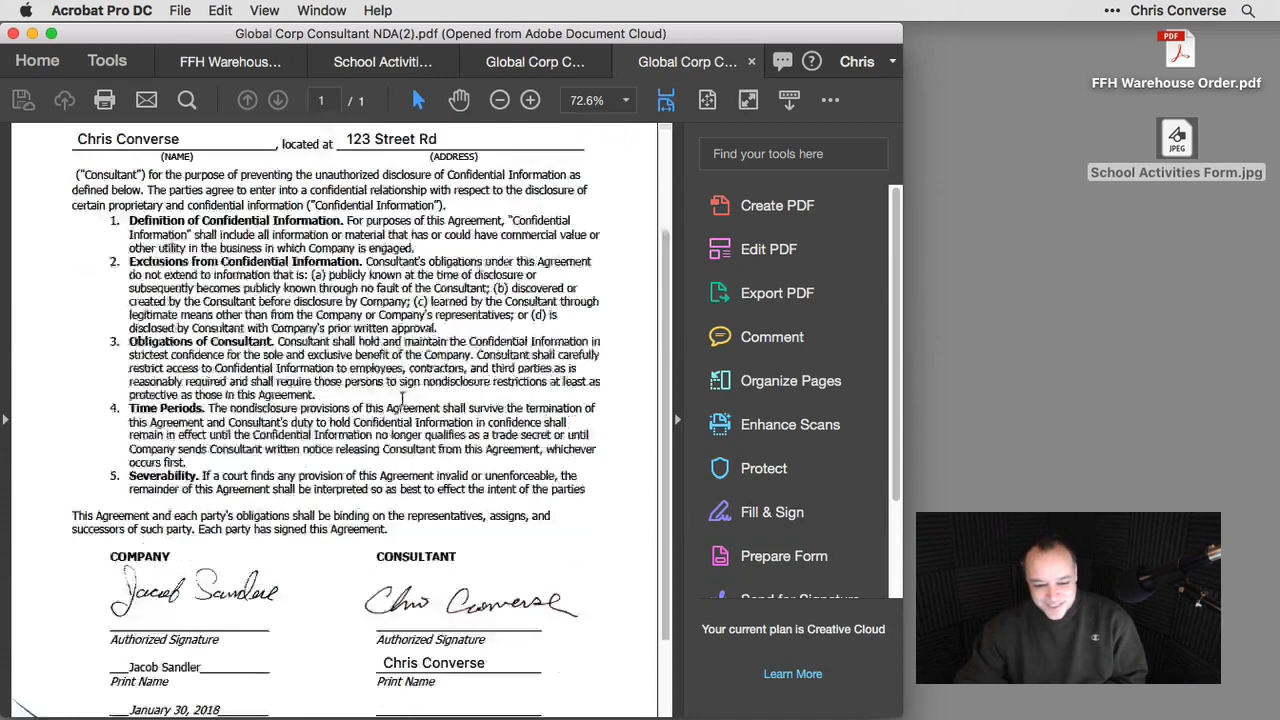 Acrobat Pro DC File Edit View Window Help ••• Chris Converse
Global Corp Consultant NDA(2).pdf (Opened from Adobe Document Cloud)
Home Tools FFH Warehous... School Activiti... Global Corp C... Global Corp C... × Chris
1 / 1 72.6% •••
PDF
FFH Warehouse Order.pdf
JPEG
School Activities Form.jpg
Chris Converse, located at 123 Street Rd
(NAME) (ADDRESS)
("Consultant") for the purpose of preventing the unauthorized disclosure of Confidential Information as
defined below. The parties agree to enter into a confidential relationship with respect to the disclosure of
certain proprietary and confidential information ("Confidential Information").
1. Definition of Confidential Information. For purposes of this Agreement, "Confidential
Information" shall include all information or material that has or could have commercial value or
other utility in the business in which Company is engaged.
2. Exclusions from Confidential Information. Consultant's obligations under this Agreement
do not extend to information that is: (a) publicly known at the time of disclosure or
subsequently becomes publicly known through no fault of the Consultant; (b) discovered or
created by the Consultant before disclosure by Company; (c) learned by the Consultant through
legitimate means other than from the Company or Company's representatives; or (d) is
disclosed by Consultant with Company's prior written approval.
3. Obligations of Consultant. Consultant shall hold and maintain the Confidential Information in
strictest confidence for the sole and exclusive benefit of the Company. Consultant shall carefully
restrict access to Confidential Information to employees, contractors, and third parties as is
reasonably required and shall require those persons to sign nondisclosure restrictions at least as
protective as those in this Agreement.
4. Time Periods. The nondisclosure provisions of this Agreement shall survive the termination of
this Agreement and Consultant's duty to hold Confidential Information in confidence shall
remain in effect until the Confidential Information no longer qualifies as a trade secret or until
Company sends Consultant written notice releasing Consultant from this Agreement, whichever
occurs first.
5. Severability. If a court finds any provision of this Agreement invalid or unenforceable, the
remainder of this Agreement shall be interpreted so as best to effect the intent of the parties
This Agreement and each party's obligations shall be binding on the representatives, assigns, and
successors of such party. Each party has signed this Agreement.
COMPANY CONSULTANT
Jacob Sandler Chris Converse
Authorized Signature Authorized Signature
Jacob Sandler Chris Converse
Print Name Print Name
January 30, 2018
Find your tools here
Create PDF
Edit PDF
Export PDF
Comment
Organize Pages
Enhance Scans
Protect
Fill & Sign
Prepare Form
Send for Signature
Your current plan is Creative Cloud
Learn More